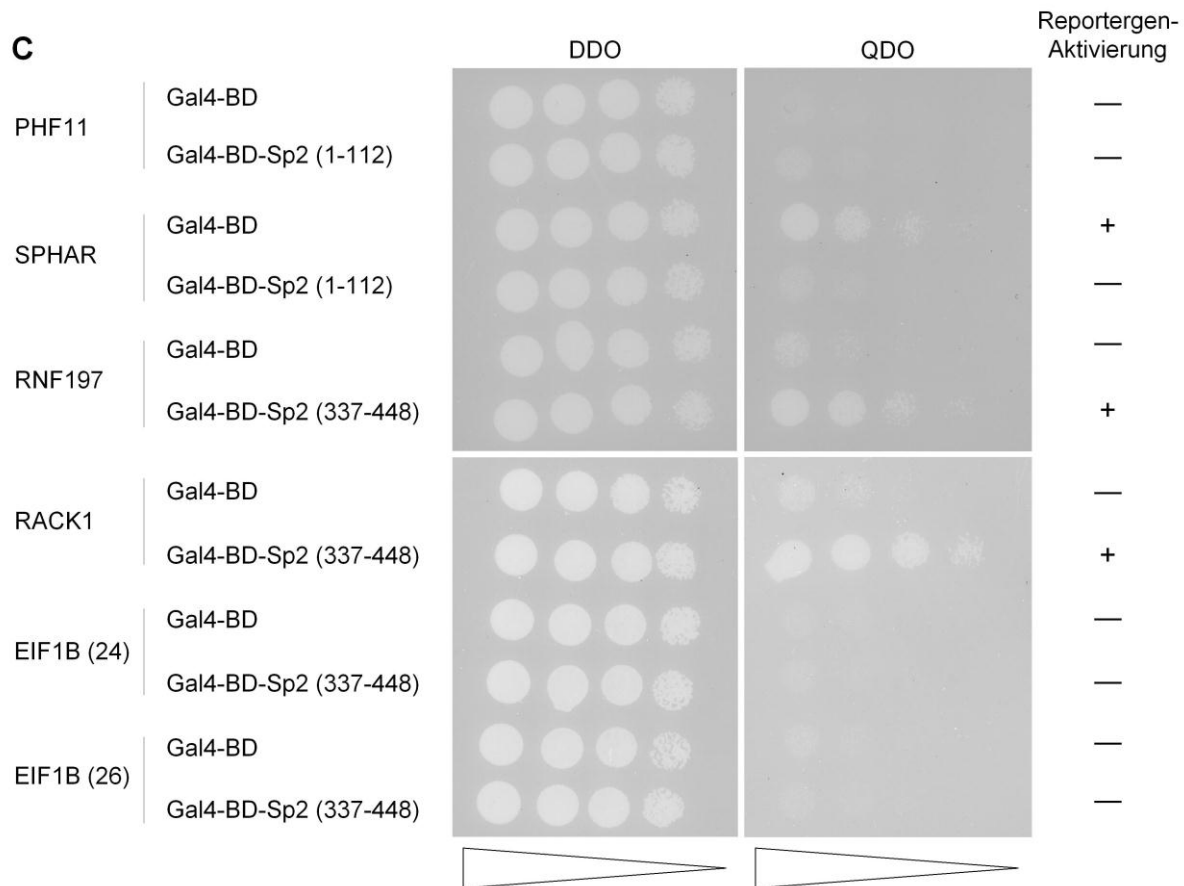 C
DDO
QDO
Reportergen-
Aktivierung
PHF11
Gal4-BD
—
Gal4-BD-Sp2 (1-112)
—
SPHAR
Gal4-BD
+
Gal4-BD-Sp2 (1-112)
—
RNF197
Gal4-BD
—
Gal4-BD-Sp2 (337-448)
+
RACK1
Gal4-BD
—
Gal4-BD-Sp2 (337-448)
+
EIF1B (24)
Gal4-BD
—
Gal4-BD-Sp2 (337-448)
—
EIF1B (26)
Gal4-BD
—
Gal4-BD-Sp2 (337-448)
—